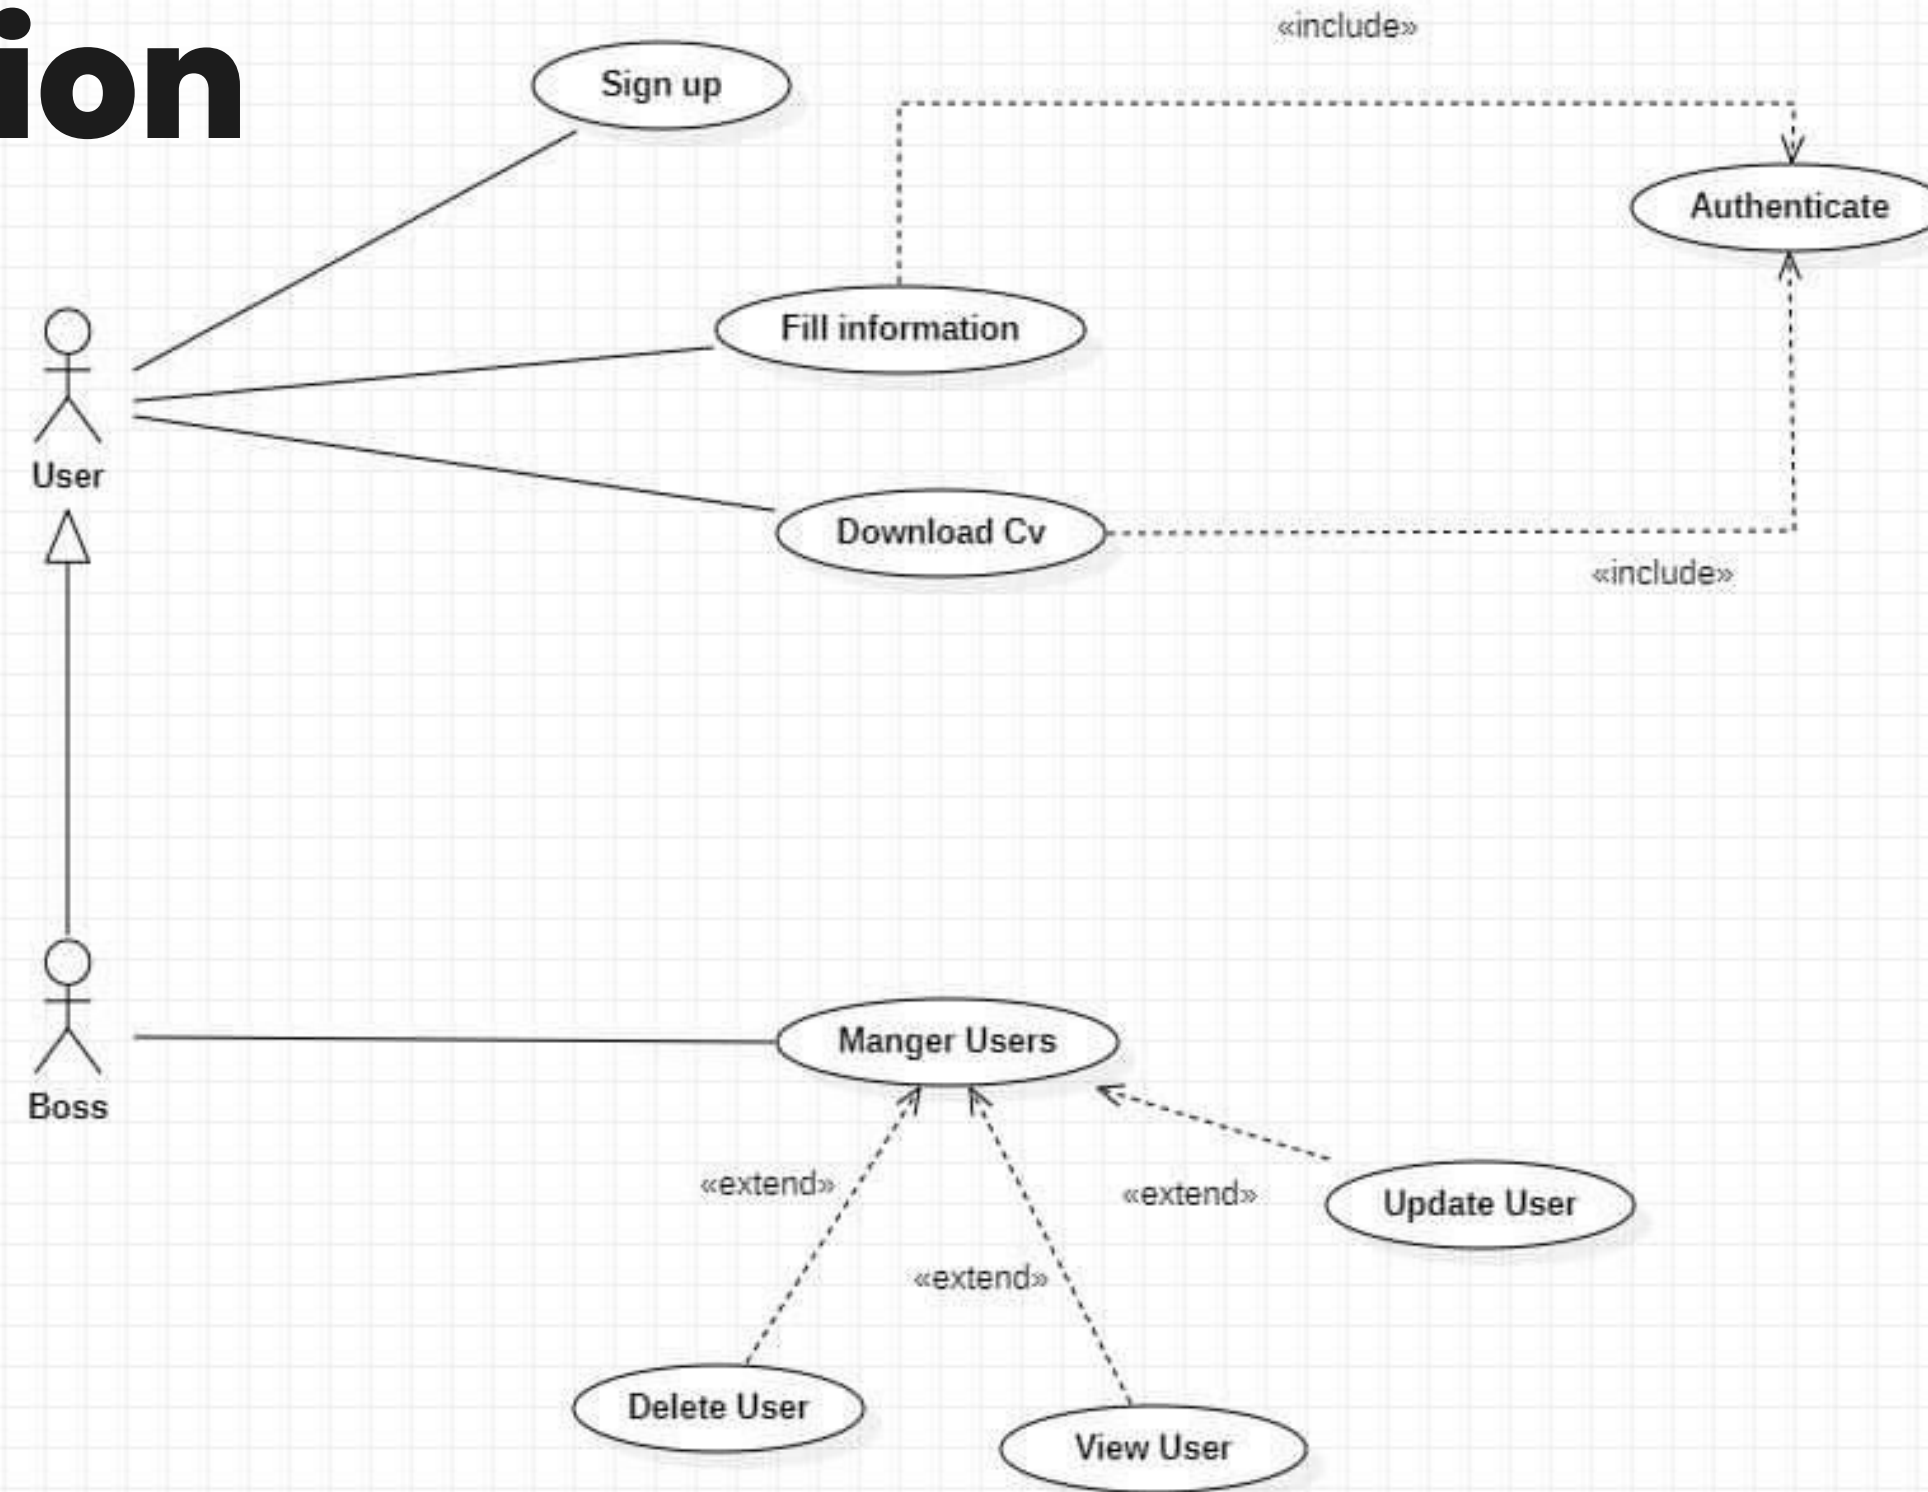 ion
«include»
Sign up
Authenticate
Fill information
User
Download Cv
«include»
Manger Users
Boss
«extend»
«extend»
Update User
«extend»
Delete User
View User